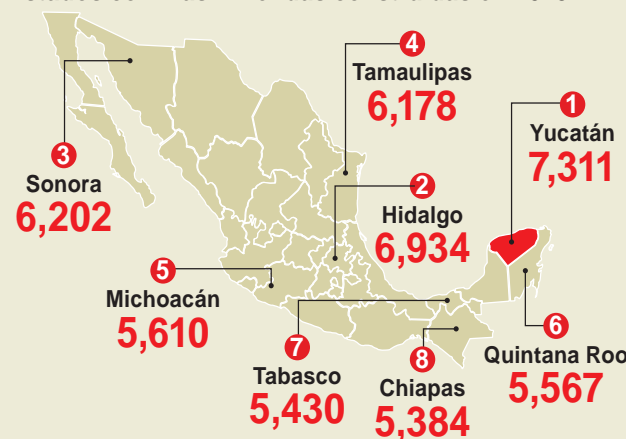 4
Tamaulipas
6,178
1
Yucatán
7,311
3
Sonora
6,202
2
Hidalgo
6,934
5
Michoacán
5,610
7
Tabasco
5,430
8
Chiapas
5,384
6
Quintana Roo
5,567